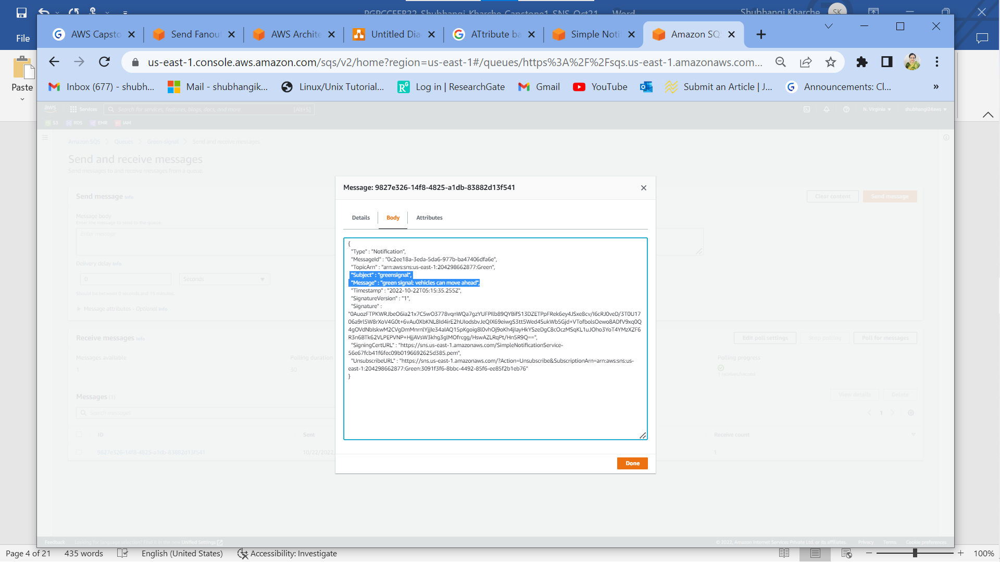 PGPCCFEB22_Shubhangi_Kharche_Capstone1_SNS_Oct21 - Word
Shubhangi Kharche
SK
File
Paste
AWS Capsto
Send Fanou
AWS Archite
Untitled Dia
ATtribute ba
Simple Noti
Amazon SQS
us-east-1.console.aws.amazon.com/sqs/v2/home?region=us-east-1#/queues/https%3A%2F%2Fsqs.us-east-1.amazonaws.com...
Inbox (677) - shubh...
Mail - shubhangik...
Linux/Unix Tutorial...
Log in | ResearchGate
Gmail
YouTube
Submit an Article | J...
Announcements: Cl...
»
aws
Services
Search for services, features, blogs, docs, and more
[Alt+S]
N. Virginia
shubhangi24aws
S3
RDS
EMR
IAM
Amazon SQS > Queues > Green-signal > Send and receive messages
Send and receive messages
Send messages to and receive messages from a queue.
Send message Info
Clear content
Send message
Message body
Enter the message to send to the queue.
Enter message
Delivery delay Info
0
Seconds
Should be between 0 seconds and 15 minutes.
Message attributes - Optional Info
Receive messages Info
Edit poll settings
Stop polling
Poll for messages
Messages available
1
Polling duration
30
Polling progress
Messages (1)
View details
Delete
Search messages
1
ID
Sent
Receive count
9827e326-14f8-4825-a1db-83882d13f541
10/22/2022,
1
Message: 9827e326-14f8-4825-a1db-83882d13f541
Details
Body
Attributes
{
"Type" : "Notification",
"MessageId" : "0c2ee18a-3eda-5da6-977b-ba47406dfa6e",
"TopicArn" : "arn:aws:sns:us-east-1:204298662877:Green",
"Subject" : "greensignal",
"Message" : "green signal: vehicles can move ahead",
"Timestamp" : "2022-10-22T05:15:35.255Z",
"SignatureVersion" : "1",
"Signature" :
"0AuozFTPKWRJbeO6ia21x7C5wO3778vqnWQa7gzYUFPIlb89QYBifS13DZETPpFRek6ey4JSxe8cv/I6cRJ0veD/3T0U17
06a9rl5W8rXoV4G0t+6vAu0XbKNL8Id4irE2hUIodsbvJeQIX69eiwgS3tt5Wed4SukWb5Gjd+VTofbolsOewo8ADfV9xq0Q
4gOVdNbIskwM2CVgDmMnrnlYjjIe34aIAQ15pKgoig8l0vhOj9oKh4jIayHkYSzeDgC8cOczMSqKL1uJOho3YoT4YMzXZF6
R3n6BTk62VLPEPVNP+HjjAVsW3khg3glMOfrcgg/HswAZLRqPt/Hn5R9Q==",
"SigningCertURL" : "https://sns.us-east-1.amazonaws.com/SimpleNotificationService-
56e67fcb41f6fec09b0196692625d385.pem",
"UnsubscribeURL" : "https://sns.us-east-1.amazonaws.com/?Action=Unsubscribe&SubscriptionArn=arn:aws:sns:us-
east-1:204298662877:Green:3091f3f6-8bbc-4492-85f6-ee85f2b1eb76"
}
Done
Feedback
Looking for language selection? Find it in the new Unified Settings
© 2022, Amazon Internet Services Private Ltd. or its affiliates.
Privacy
Terms
Cookie preferences
Page 4 of 21
435 words
English (United States)
Accessibility: Investigate
100%